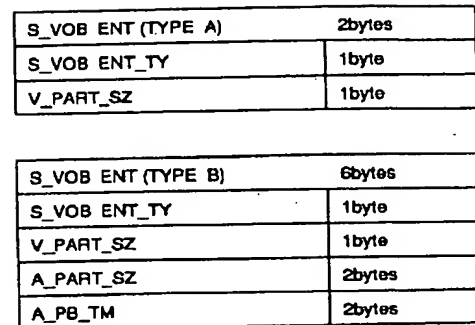 S_VOB ENT (TYPE A) 2bytes
S_VOB ENT_TY 1byte
V_PART_SZ 1byte
S_VOB ENT (TYPE B) 6bytes
S_VOB ENT_TY 1byte
V_PART_SZ 1byte
A_PART_SZ 2bytes
A_PB_TM 2bytes